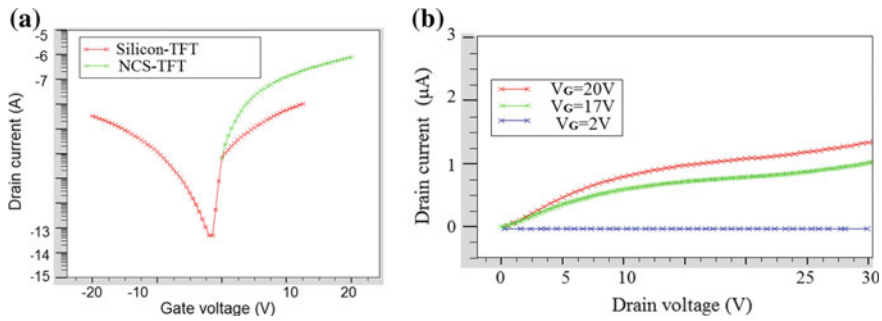 (a)
-5
-6
-7
-13
-14
-15
Drain current (A)
Silicon-TFT
NCS-TFT
-20
-10
0
10
20
Gate voltage (V)
(b)
3
2
1
0
Drain current (μA)
VG=20V
VG=17V
VG=2V
0
5
10
25
30
Drain voltage (V)